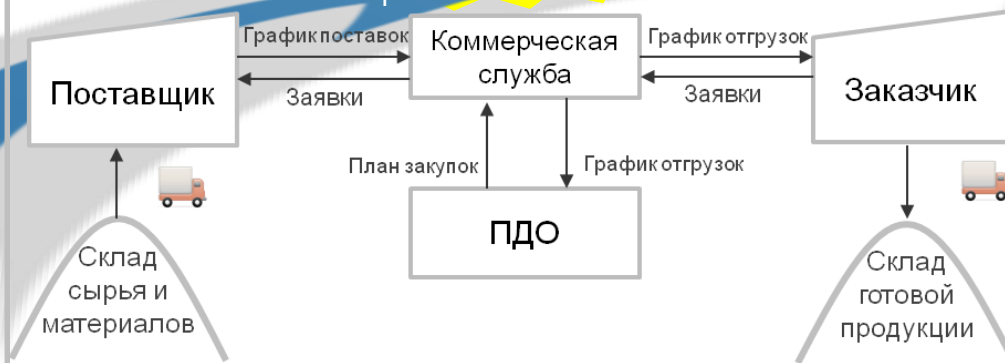 График поставок
Коммерческая
служба
График отгрузок
Поставщик
Заявки
Заявки
Заказчик
План закупок
График отгрузок
ПДО
Склад
сырья и
материалов
Склад
готовой
продукции